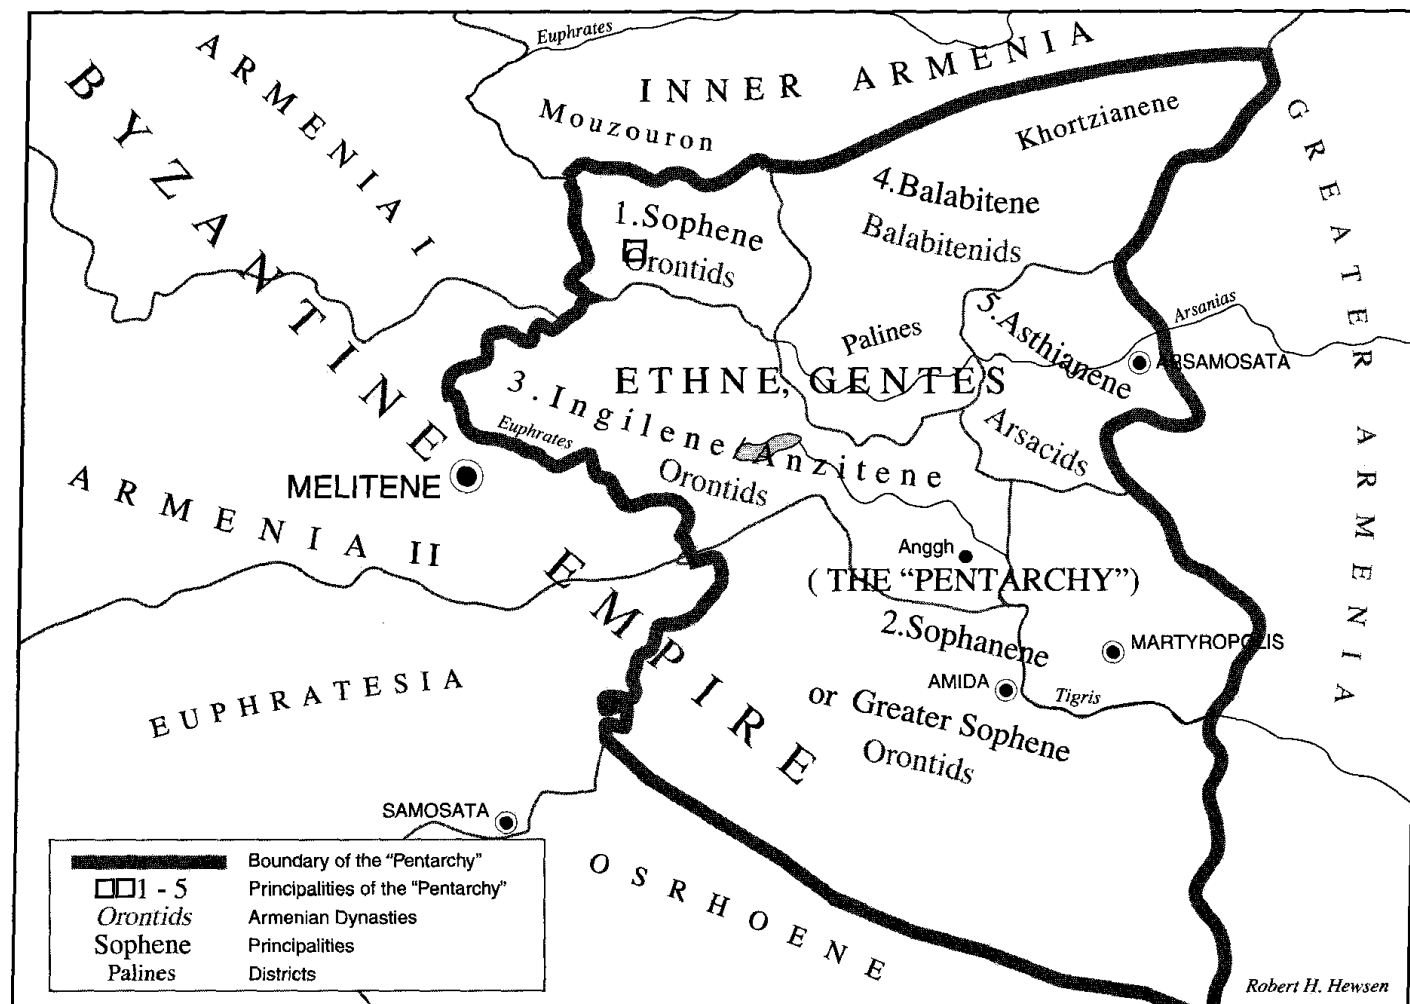 Euphrates
INNER ARMENIA
Mouzouron
Khortzianene
ARMENIA I
BYZANTINE EMPIRE
GREATER ARMENIA
1.Sophene
Orontids
4.Balabitene
Balabitenids
Palines
5.Asthianene
Arsacids
Arsanias
ARSAMOSATA
ETHNE, GENTES
3.Ingilene/Anzitene
Orontids
Euphrates
MELITENE
ARMENIA II
Anggh
( THE “PENTARCHY”)
2.Sophanene
or Greater Sophene
Orontids
MARTYROPOLIS
AMIDA
Tigris
EUPHRATESIA
SAMOSATA
OSRHOENE
Boundary of the “Pentarchy”
1 - 5 Principalities of the “Pentarchy”
Orontids Armenian Dynasties
Sophene Principalities
Palines Districts
Robert H. Hewsen